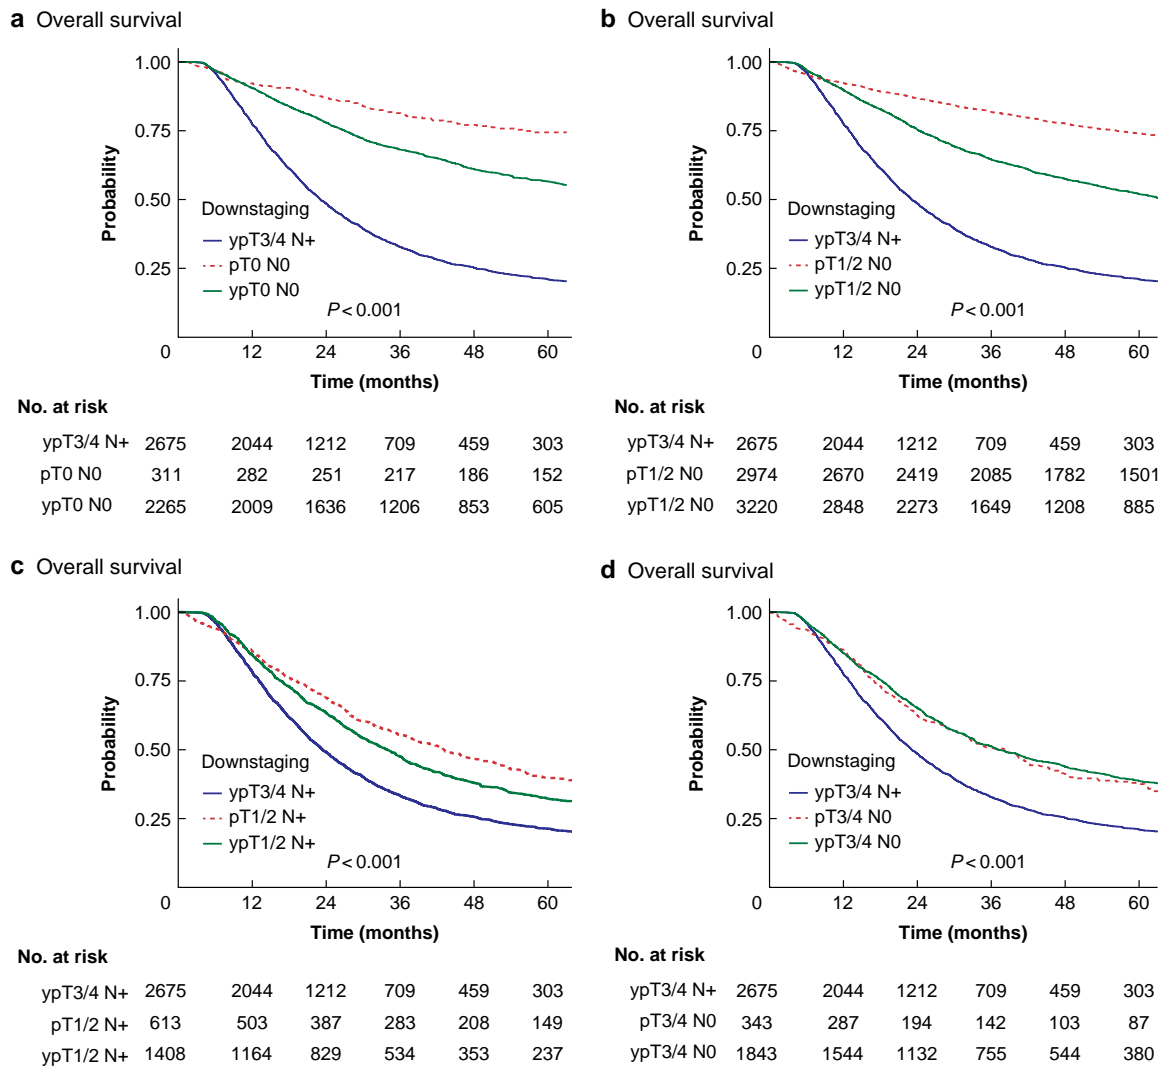 a Overall survival
1.00
0.75
0.50
0.25
0
Probability
Downstaging
ypT3/4 N+
pT0 N0
ypT0 N0
P < 0.001
12 24 36 48 60
Time (months)
No. at risk
ypT3/4 N+ 2675 2044 1212 709 459 303
pT0 N0 311 282 251 217 186 152
ypT0 N0 2265 2009 1636 1206 853 605
b Overall survival
1.00
0.75
0.50
0.25
0
Probability
Downstaging
ypT3/4 N+
pT1/2 N0
ypT1/2 N0
P < 0.001
12 24 36 48 60
Time (months)
No. at risk
ypT3/4 N+ 2675 2044 1212 709 459 303
pT1/2 N0 2974 2670 2419 2085 1782 1501
ypT1/2 N0 3220 2848 2273 1649 1208 885
c Overall survival
1.00
0.75
0.50
0.25
0
Probability
Downstaging
ypT3/4 N+
pT1/2 N+
ypT1/2 N+
P < 0.001
12 24 36 48 60
Time (months)
No. at risk
ypT3/4 N+ 2675 2044 1212 709 459 303
pT1/2 N+ 613 503 387 283 208 149
ypT1/2 N+ 1408 1164 829 534 353 237
d Overall survival
1.00
0.75
0.50
0.25
0
Probability
Downstaging
ypT3/4 N+
pT3/4 N0
ypT3/4 N0
P < 0.001
12 24 36 48 60
Time (months)
No. at risk
ypT3/4 N+ 2675 2044 1212 709 459 303
pT3/4 N0 343 287 194 142 103 87
ypT3/4 N0 1843 1544 1132 755 544 380